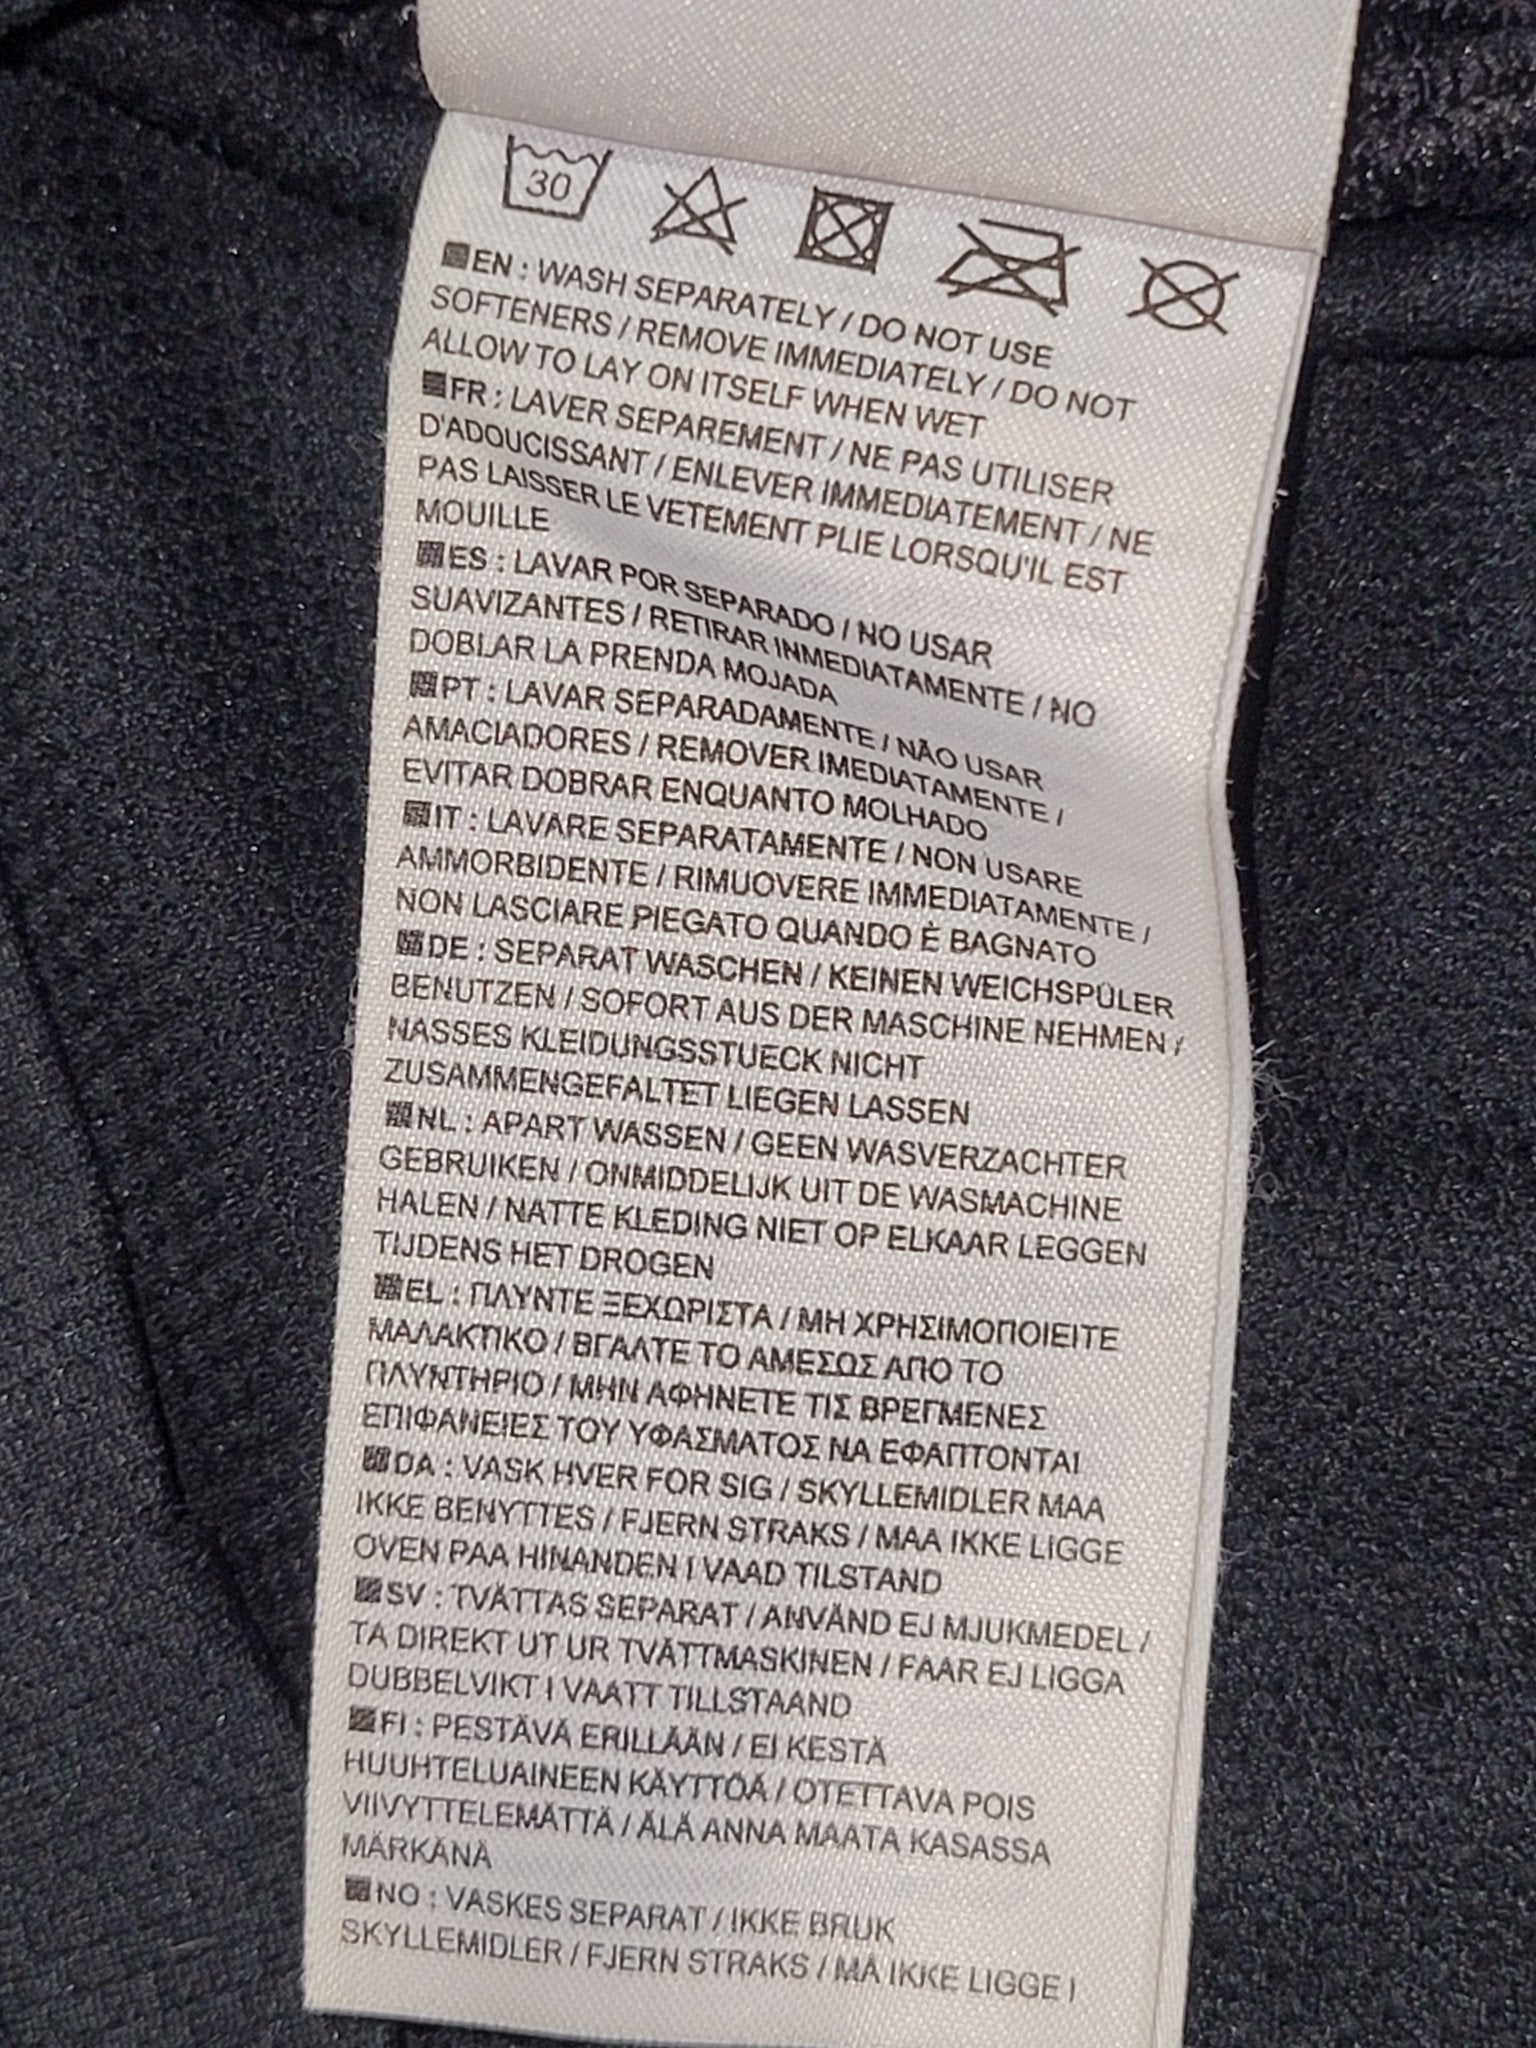 30
EN : WASH SEPARATELY / DO NOT USE
SOFTENERS / REMOVE IMMEDIATELY / DO NOT
ALLOW TO LAY ON ITSELF WHEN WET
FR : LAVER SEPAREMENT / NE PAS UTILISER
D'ADOUCISSANT / ENLEVER IMMEDIATEMENT / NE
PAS LAISSER LE VETEMENT PLIE LORSQU'IL EST
MOUILLE
ES : LAVAR POR SEPARADO / NO USAR
SUAVIZANTES / RETIRAR INMEDIATAMENTE / NO
DOBLAR LA PRENDA MOJADA
PT : LAVAR SEPARADAMENTE / NÃO USAR
AMACIADORES / REMOVER IMEDIATAMENTE /
EVITAR DOBRAR ENQUANTO MOLHADO
IT : LAVARE SEPARATAMENTE / NON USARE
AMMORBIDENTE / RIMUOVERE IMMEDIATAMENTE /
NON LASCIARE PIEGATO QUANDO È BAGNATO
DE : SEPARAT WASCHEN / KEINEN WEICHSPÜLER
BENUTZEN / SOFORT AUS DER MASCHINE NEHMEN /
NASSES KLEIDUNGSSTUECK NICHT
ZUSAMMENGEFALTET LIEGEN LASSEN
NL : APART WASSEN / GEEN WASVERZACHTER
GEBRUIKEN / ONMIDDELIJK UIT DE WASMACHINE
HALEN / NATTE KLEDING NIET OP ELKAAR LEGGEN
TIJDENS HET DROGEN
EL : ΠΛΥΝΤΕ ΞΕΧΩΡΙΣΤΑ / ΜΗ ΧΡΗΣΙΜΟΠΟΙΕΙΤΕ
ΜΑΛΑΚΤΙΚΟ / ΒΓΑΛΤΕ ΤΟ ΑΜΕΣΩΣ ΑΠΟ ΤΟ
ΠΛΥΝΤΗΡΙΟ / ΜΗΝ ΑΦΗΝΕΤΕ ΤΙΣ ΒΡΕΓΜΕΝΕΣ
ΕΠΙΦΑΝΕΙΕΣ ΤΟΥ ΥΦΑΣΜΑΤΟΣ ΝΑ ΕΦΑΠΤΟΝΤΑΙ
DA : VASK HVER FOR SIG / SKYLLEMIDLER MAA
IKKE BENYTTES / FJERN STRAKS / MAA IKKE LIGGE
OVEN PAA HINANDEN I VAAD TILSTAND
SV : TVÄTTAS SEPARAT / ANVÄND EJ MJUKMEDEL /
TA DIREKT UT UR TVÄTTMASKINEN / FAAR EJ LIGGA
DUBBELVIKT I VAATT TILLSTAAND
FI : PESTÄVÄ ERILLÄÄN / EI KESTÄ
HUUHTELUAINEEN KÄYTTÖÄ / OTETTAVA POIS
VIIVYTTELEMÄTTÄ / ÄLÄ ANNA MAATA KASASSA
MÄRKÄNÄ
NO : VASKES SEPARAT / IKKE BRUK
SKYLLEMIDLER / FJERN STRAKS / MÅ IKKE LIGGE I